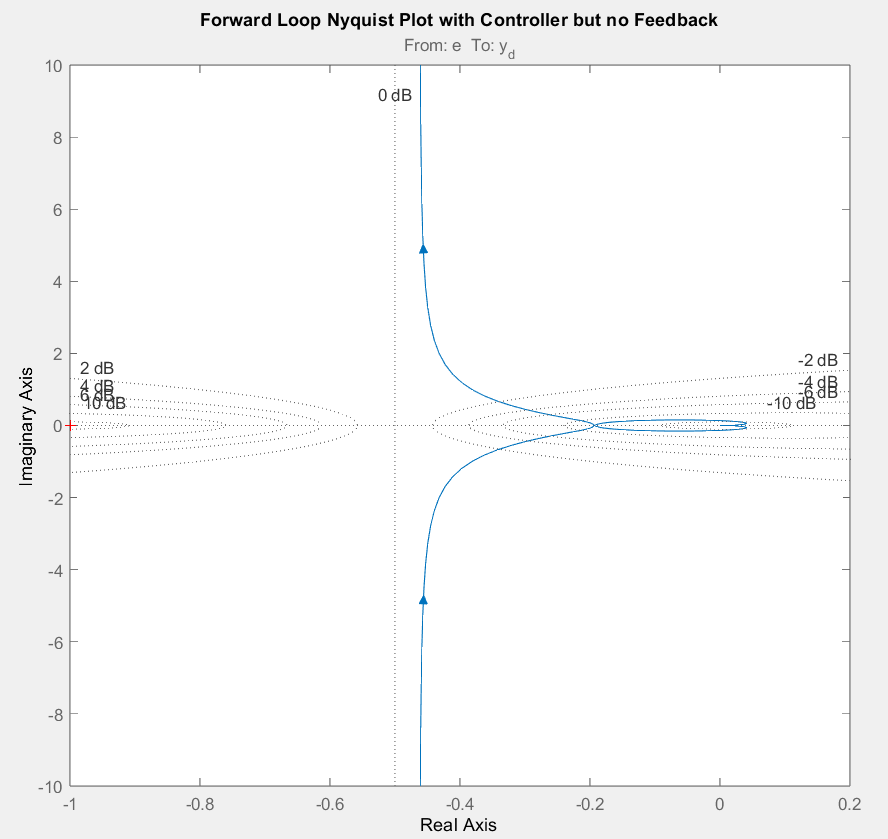 Forward Loop Nyquist Plot with Controller but no Feedback
From: e To: y_d
10
0 dB
8
6
4
2
2 dB
-2 dB
4 dB
-4 dB
6 dB
-6 dB
10 dB
-10 dB
Imaginary Axis
0
-2
-4
-6
-8
-10
-1 -0.8 -0.6 -0.4 -0.2 0 0.2
Real Axis